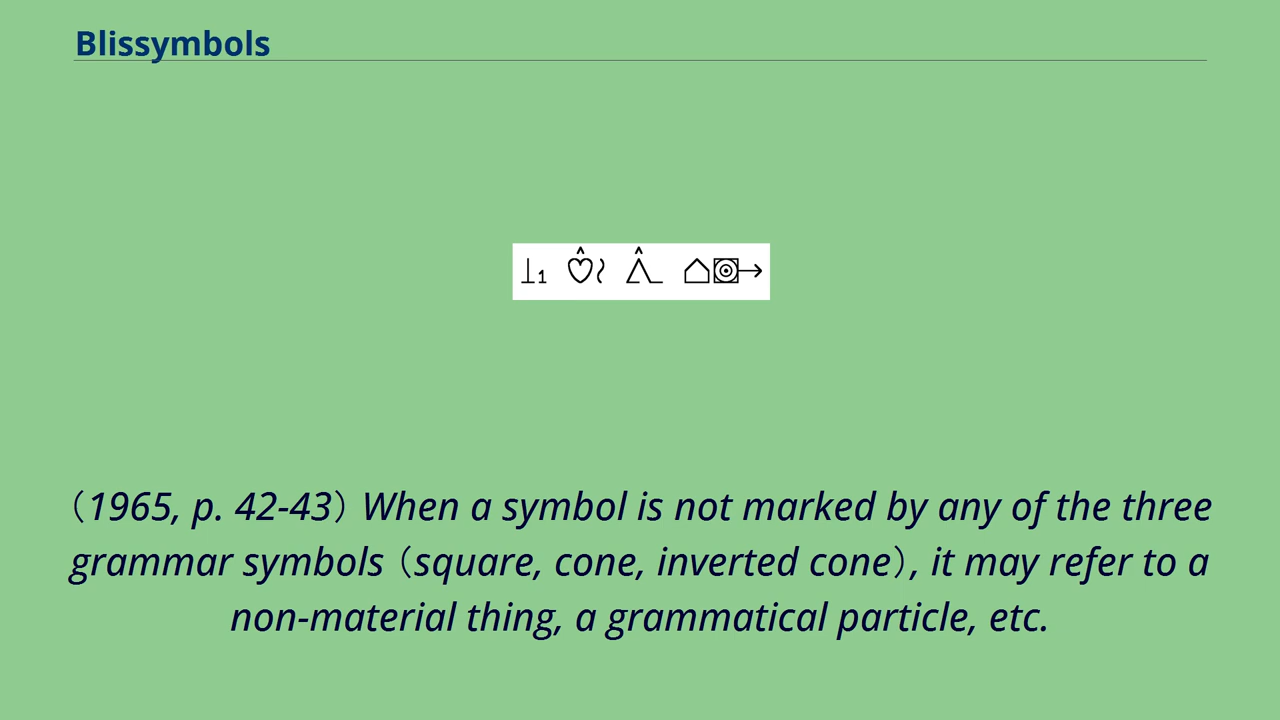 Blissymbols
(1965, p. 42-43) When a symbol is not marked by any of the three
grammar symbols (square, cone, inverted cone), it may refer to a
non-material thing, a grammatical particle, etc.